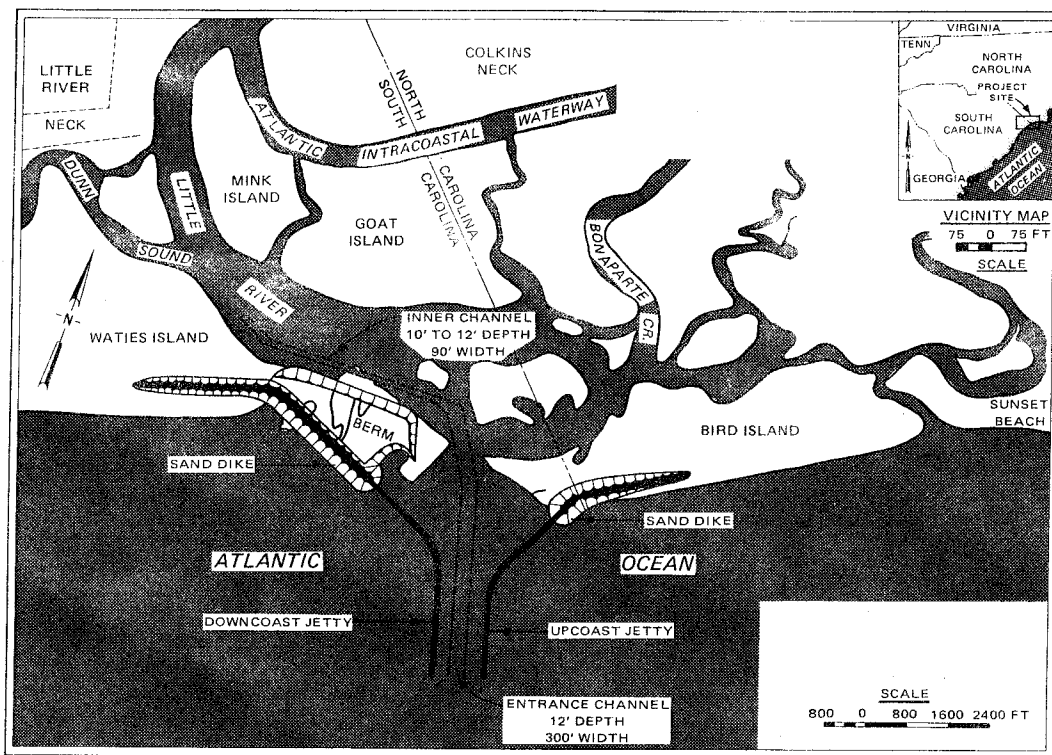 LITTLE
RIVER
NECK
COLKINS
NECK
NORTH
SOUTH
CAROLINA
CAROLINA
ATLANTIC
INTRACOASTAL
WATERWAY
DUNN
SOUND
LITTLE
RIVER
MINK
ISLAND
GOAT
ISLAND
BONAPARTE
CR.
WATIES ISLAND
N
INNER CHANNEL
10' TO 12' DEPTH
90' WIDTH
BERM
BIRD ISLAND
SUNSET
BEACH
SAND DIKE
SAND DIKE
ATLANTIC
OCEAN
DOWNCOAST JETTY
UPCOAST JETTY
ENTRANCE CHANNEL
12' DEPTH
300' WIDTH
VIRGINIA
TENN
NORTH
CAROLINA
PROJECT
SITE
SOUTH
CAROLINA
N
GEORGIA
ATLANTIC
OCEAN
VICINITY MAP
75 0 75 FT
SCALE
SCALE
800 0 800 1600 2400 FT